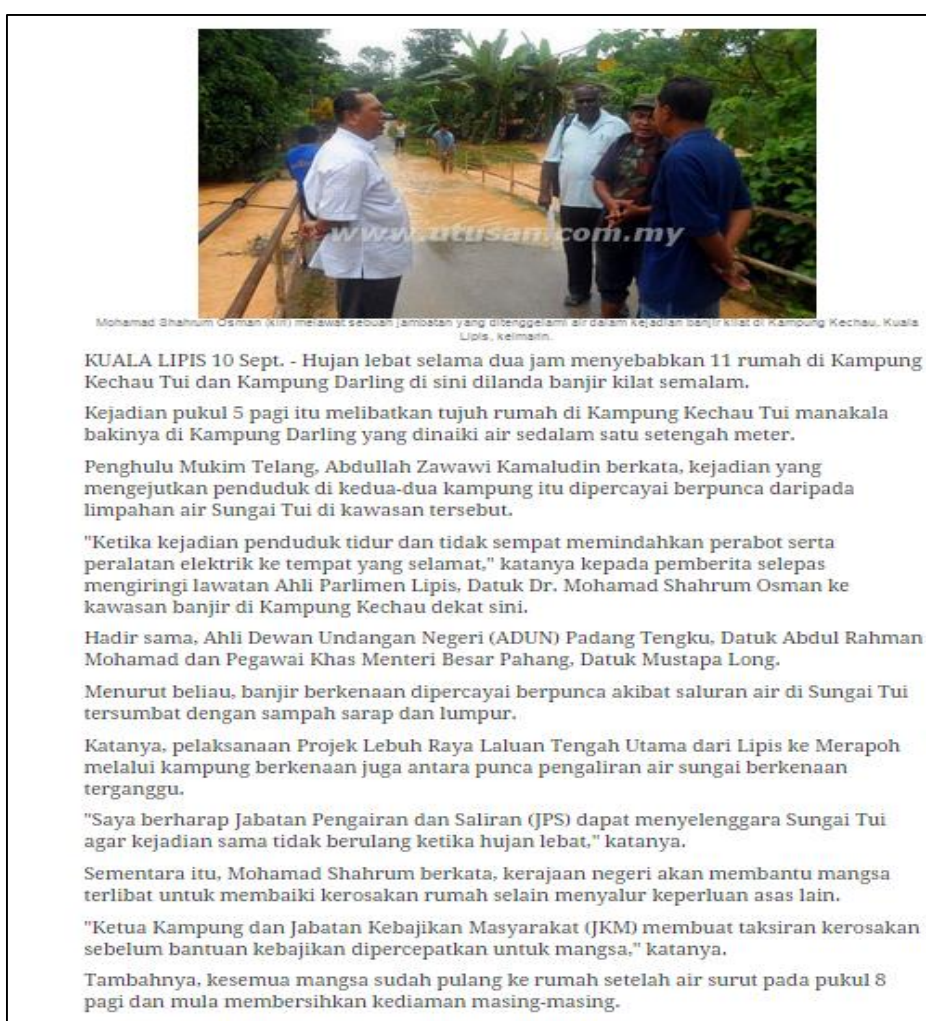 www.utusan.com.my
Mohamad Shahrum Osman (kiri) melawat sebuah jambatan yang ditenggelami air dalam kejadian banjir kilat di Kampung Kechau, Kuala
Lipis, kelmarin.
KUALA LIPIS 10 Sept. - Hujan lebat selama dua jam menyebabkan 11 rumah di Kampung
Kechau Tui dan Kampung Darling di sini dilanda banjir kilat semalam.
Kejadian pukul 5 pagi itu melibatkan tujuh rumah di Kampung Kechau Tui manakala
bakinya di Kampung Darling yang dinaiki air sedalam satu setengah meter.
Penghulu Mukim Telang, Abdullah Zawawi Kamaludin berkata, kejadian yang
mengejutkan penduduk di kedua-dua kampung itu dipercayai berpunca daripada
limpahan air Sungai Tui di kawasan tersebut.
"Ketika kejadian penduduk tidur dan tidak sempat memindahkan perabot serta
peralatan elektrik ke tempat yang selamat," katanya kepada pemberita selepas
mengiringi lawatan Ahli Parlimen Lipis, Datuk Dr. Mohamad Shahrum Osman ke
kawasan banjir di Kampung Kechau dekat sini.
Hadir sama, Ahli Dewan Undangan Negeri (ADUN) Padang Tengku, Datuk Abdul Rahman
Mohamad dan Pegawai Khas Menteri Besar Pahang, Datuk Mustapa Long.
Menurut beliau, banjir berkenaan dipercayai berpunca akibat saluran air di Sungai Tui
tersumbat dengan sampah sarap dan lumpur.
Katanya, pelaksanaan Projek Lebuh Raya Laluan Tengah Utama dari Lipis ke Merapoh
melalui kampung berkenaan juga antara punca pengaliran air sungai berkenaan
terganggu.
"Saya berharap Jabatan Pengairan dan Saliran (JPS) dapat menyelenggara Sungai Tui
agar kejadian sama tidak berulang ketika hujan lebat," katanya.
Sementara itu, Mohamad Shahrum berkata, kerajaan negeri akan membantu mangsa
terlibat untuk membaiki kerosakan rumah selain menyalur keperluan asas lain.
"Ketua Kampung dan Jabatan Kebajikan Masyarakat (JKM) membuat taksiran kerosakan
sebelum bantuan kebajikan dipercepatkan untuk mangsa," katanya.
Tambahnya, kesemua mangsa sudah pulang ke rumah setelah air surut pada pukul 8
pagi dan mula membersihkan kediaman masing-masing.